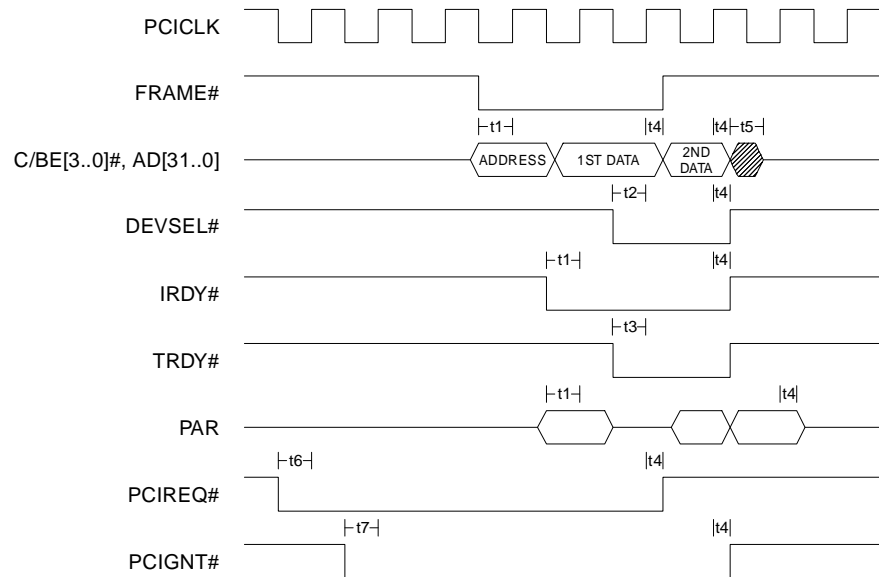 PCICLK
FRAME#
t1 t4 t4 t5
C/BE[3..0]#, AD[31..0]
ADDRESS
1ST DATA
2ND
DATA
t2 t4
DEVSEL#
t1 t4
IRDY#
t3
TRDY#
t1 t4
PAR
t6 t4
PCIREQ#
t7 t4
PCIGNT#